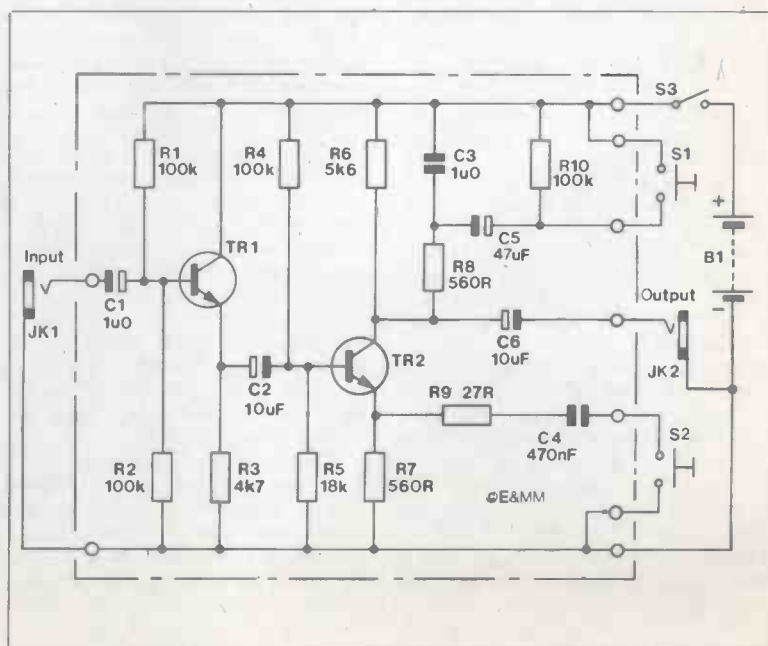 S3
R1
100k
R4
100k
R6
5k6
C3
1u0
R10
100k
S1
+
TR1
C5
47uF
B1
Input
R8
560R
Output
−
C1
1u0
JK1
C6
10uF
TR2
JK2
C2
10uF
R9 27R
C4
470nF
S2
R2
100k
R3
4k7
R5
18k
R7
560R
©E&MM